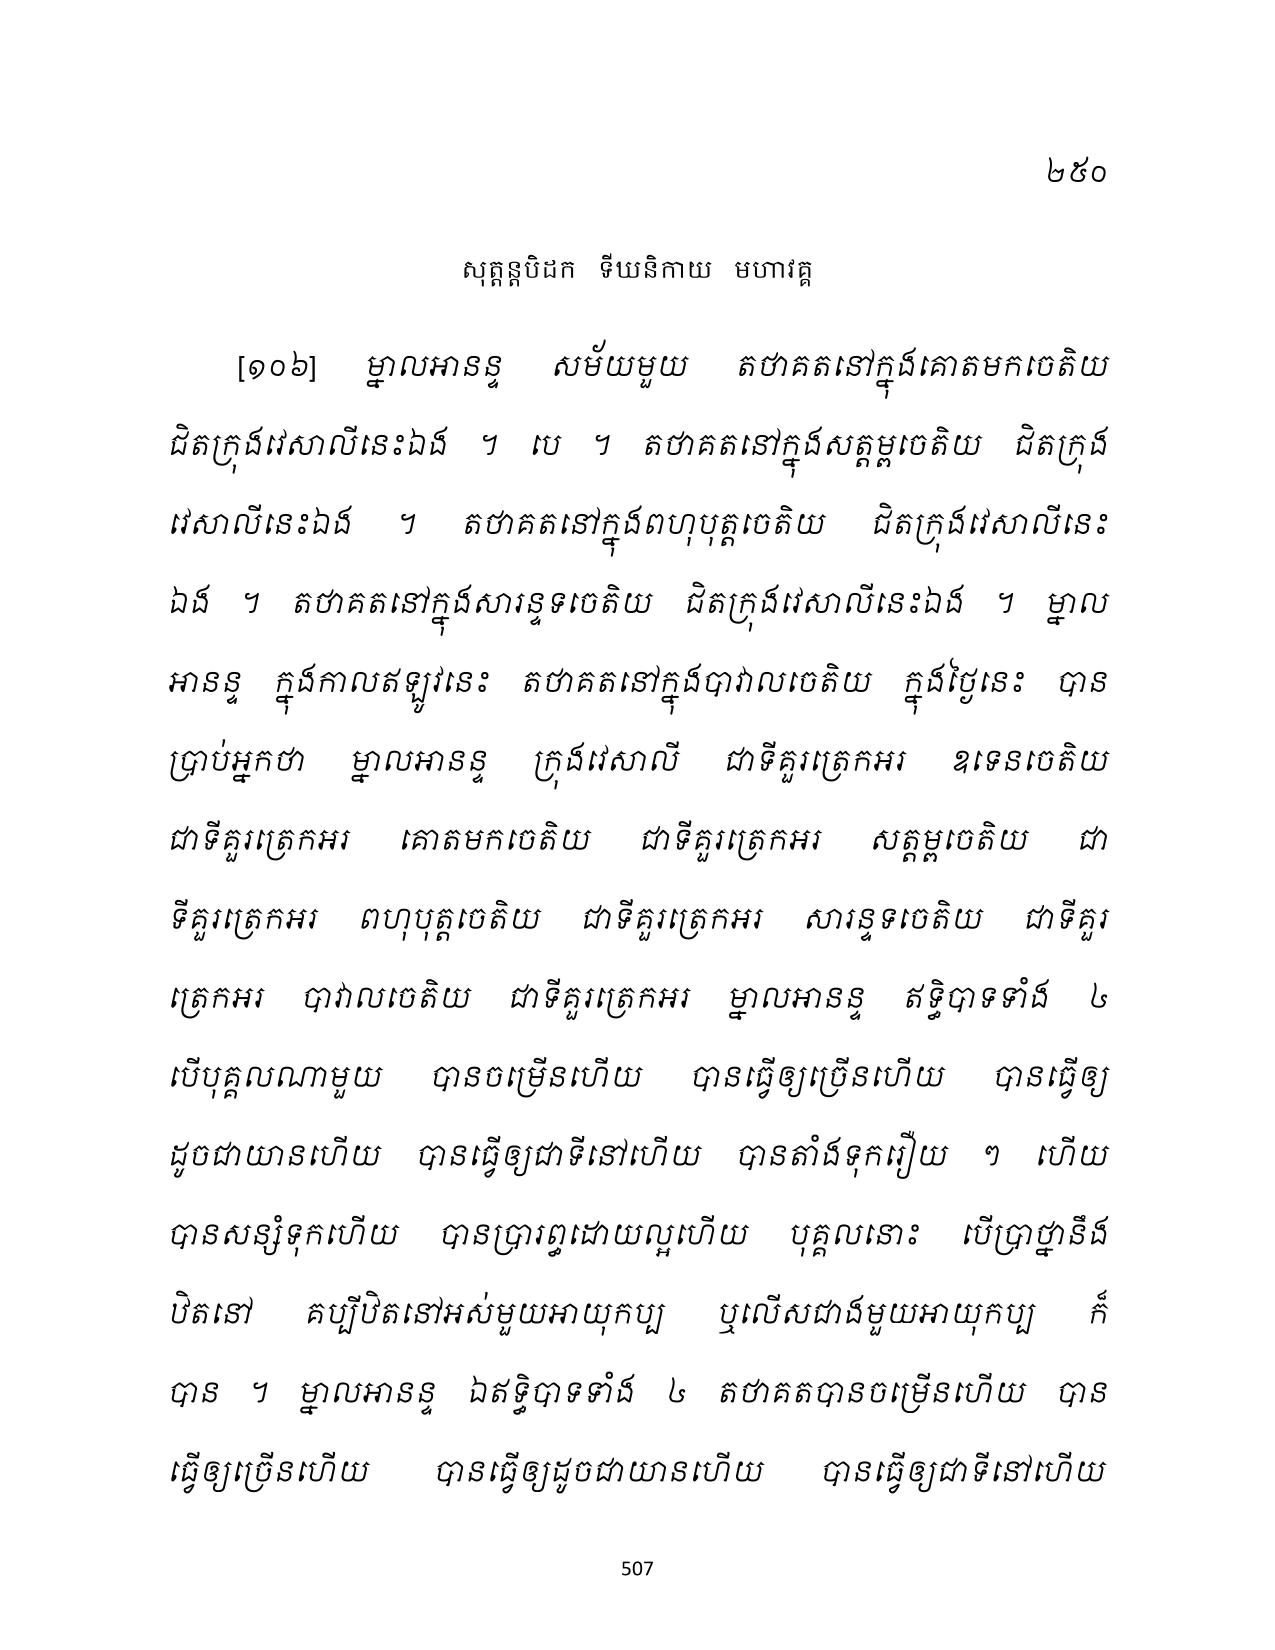 ២៥០
សុត្តន្តបិដក ទីឃនិកាយ មហាវគ្គ
[១០៦] ម្នាលអានន្ទ សម័យមួយ តថាគតនៅក្នុងគោតមកចេតិយ
ជិតក្រុងវេសាលីនេះឯង ។ បេ ។ តថាគតនៅក្នុងសត្តម្ពចេតិយ ជិតក្រុង
វេសាលីនេះឯង ។ តថាគតនៅក្នុងពហុបុត្តចេតិយ ជិតក្រុងវេសាលីនេះ
ឯង ។ តថាគតនៅក្នុងសារន្ទទចេតិយ ជិតក្រុងវេសាលីនេះឯង ។ ម្នាល
អានន្ទ ក្នុងកាលឥឡូវនេះ តថាគតនៅក្នុងបាវាលចេតិយ ក្នុងថ្ងៃនេះ បាន
ប្រាប់អ្នកថា ម្នាលអានន្ទ ក្រុងវេសាលី ជាទីគួរត្រេកអរ ឧទេនចេតិយ
ជាទីគួរត្រេកអរ គោតមកចេតិយ ជាទីគួរត្រេកអរ សត្តម្ពចេតិយ ជា
ទីគួរត្រេកអរ ពហុបុត្តចេតិយ ជាទីគួរត្រេកអរ សារន្ទទចេតិយ ជាទីគួរ
ត្រេកអរ បាវាលចេតិយ ជាទីគួរត្រេកអរ ម្នាលអានន្ទ ឥទ្ធិបាទទាំង ៤
បើបុគ្គលណាមួយ បានចម្រើនហើយ បានធ្វើឲ្យច្រើនហើយ បានធ្វើឲ្យ
ដូចជាយានហើយ បានធ្វើឲ្យជាទីនៅហើយ បានតាំងទុករឿយ ៗ ហើយ
បានសន្សំទុកហើយ បានប្រារព្ធដោយល្អហើយ បុគ្គលនោះ បើប្រាថ្នានឹង
ឋិតនៅ គប្បីឋិតនៅអស់មួយអាយុកប្ប ឬលើសជាងមួយអាយុកប្ប ក៏
បាន ។ ម្នាលអានន្ទ ឯឥទ្ធិបាទទាំង ៤ តថាគតបានចម្រើនហើយ បាន
ធ្វើឲ្យច្រើនហើយ បានធ្វើឲ្យដូចជាយានហើយ បានធ្វើឲ្យជាទីនៅហើយ
507